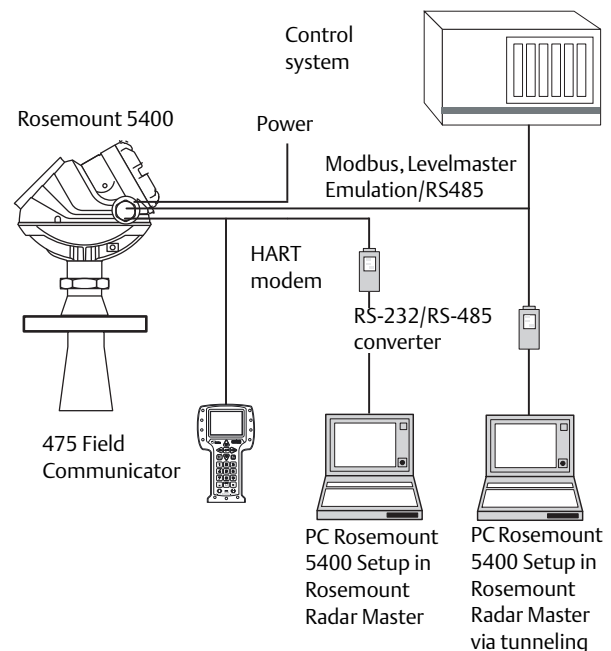 Control
system
Rosemount 5400
Power
Modbus, Levelmaster
Emulation/RS485
HART
modem
RS-232/RS-485
converter
475 Field
Communicator
PC Rosemount
5400 Setup in
Rosemount
Radar Master
PC Rosemount
5400 Setup in
Rosemount
Radar Master
via tunneling